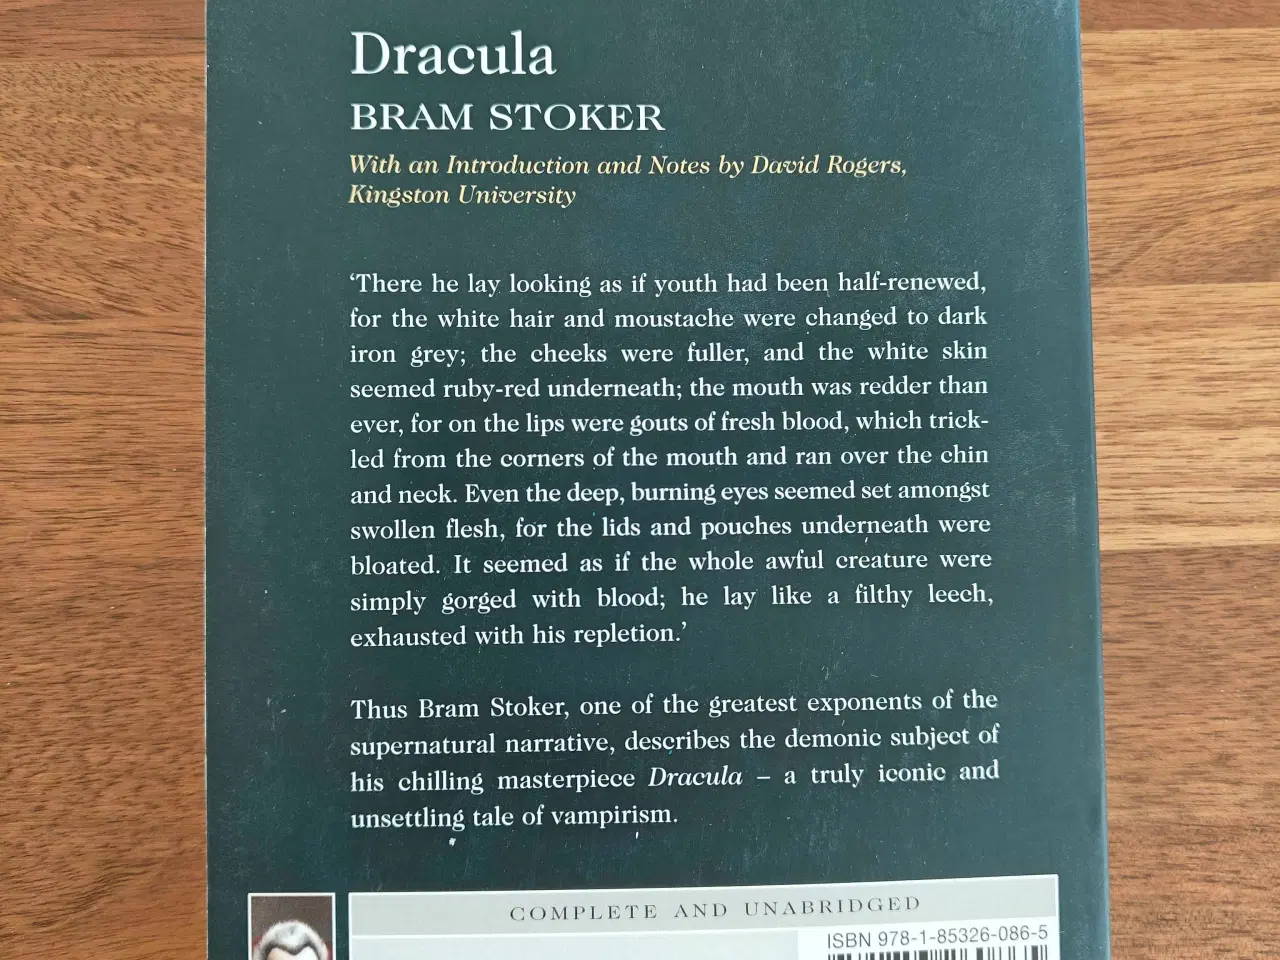 Dracula
BRAM STOKER
With an Introduction and Notes by David Rogers,
Kingston University
‘There he lay looking as if youth had been half-renewed,
for the white hair and moustache were changed to dark
iron grey; the cheeks were fuller, and the white skin
seemed ruby-red underneath; the mouth was redder than
ever, for on the lips were gouts of fresh blood, which trick-
led from the corners of the mouth and ran over the chin
and neck. Even the deep, burning eyes seemed set amongst
swollen flesh, for the lids and pouches underneath were
bloated. It seemed as if the whole awful creature were
simply gorged with blood; he lay like a filthy leech,
exhausted with his repletion.’
Thus Bram Stoker, one of the greatest exponents of the
supernatural narrative, describes the demonic subject of
his chilling masterpiece Dracula – a truly iconic and
unsettling tale of vampirism.
COMPLETE AND UNABRIDGED
ISBN 978-1-85326-086-5